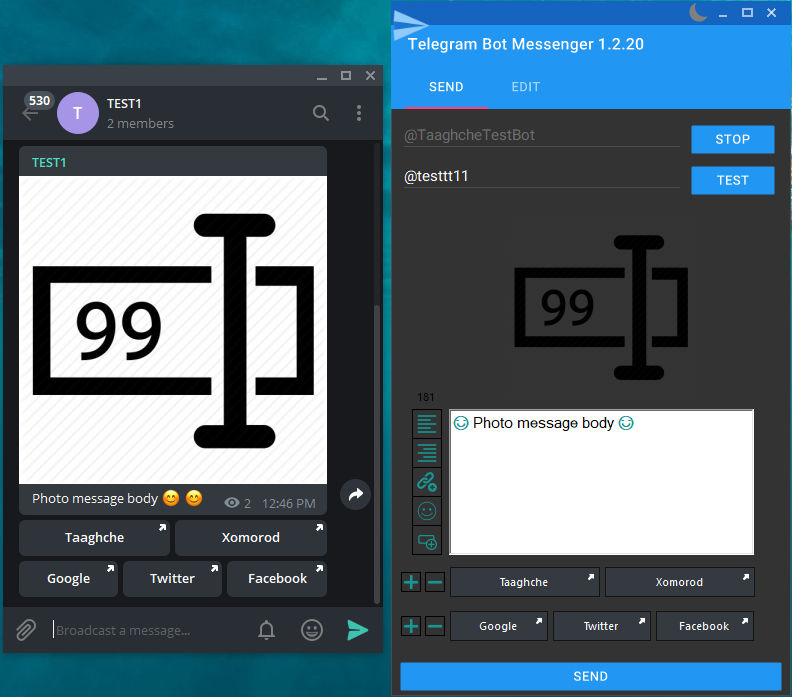 530
T
TEST1
2 members
TEST1
99
Photo message body 😊 😊
2 12:46 PM
Taaghche Xomorod
Google Twitter Facebook
Broadcast a message...
Telegram Bot Messenger 1.2.20
SEND EDIT
@TaaghcheTestBot STOP
@testtt11 TEST
99
181
☺ Photo message body ☺
Taaghche Xomorod
Google Twitter Facebook
SEND